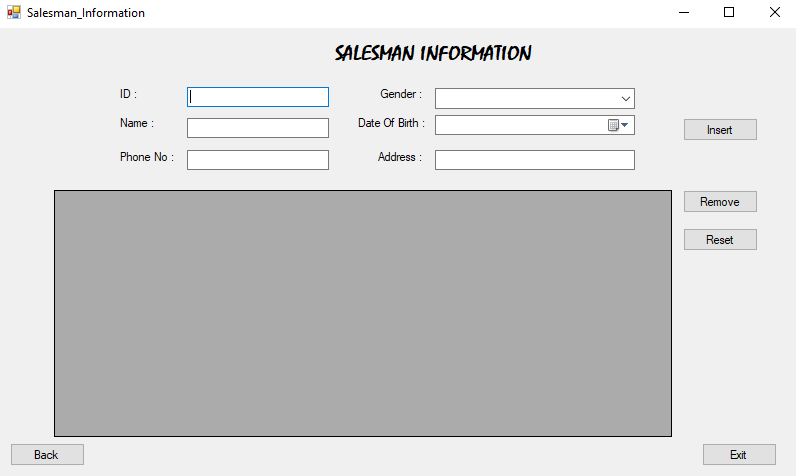 Salesman_Information
SALESMAN INFORMATION
ID :
Gender :
Name :
Date Of Birth :
Insert
Phone No :
Address :
Remove
Reset
Back
Exit